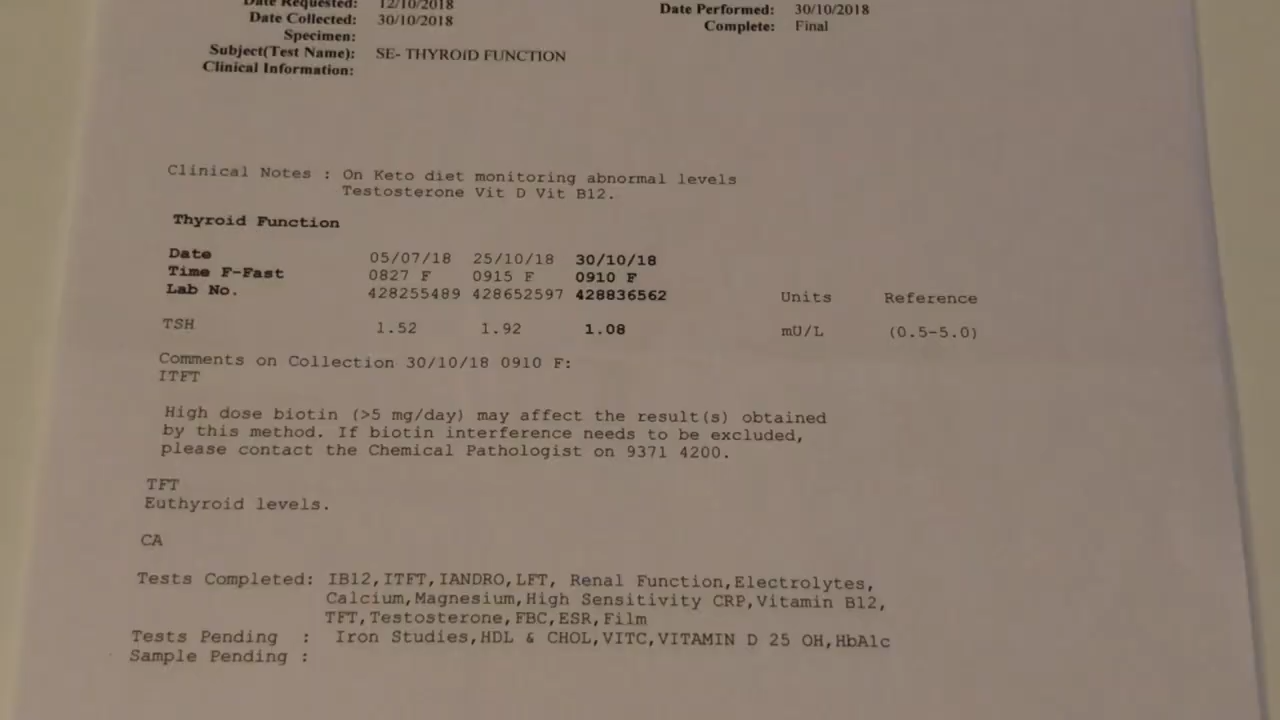 Date Requested: 12/10/2018 Date Performed: 30/10/2018
Date Collected: 30/10/2018 Complete: Final
Specimen:
Subject(Test Name): SE- THYROID FUNCTION
Clinical Information:
Clinical Notes : On Keto diet monitoring abnormal levels
Testosterone Vit D Vit B12.
Thyroid Function
Date 05/07/18 25/10/18 30/10/18
Time F-Fast 0827 F 0915 F 0910 F
Lab No. 428255489 428652597 428836562 Units Reference
TSH 1.52 1.92 1.08 mU/L (0.5-5.0)
Comments on Collection 30/10/18 0910 F:
ITFT
High dose biotin (>5 mg/day) may affect the result(s) obtained
by this method. If biotin interference needs to be excluded,
please contact the Chemical Pathologist on 9371 4200.
TFT
Euthyroid levels.
CA
Tests Completed: IB12,ITFT,IANDRO,LFT, Renal Function,Electrolytes,
Calcium,Magnesium,High Sensitivity CRP,Vitamin B12,
TFT,Testosterone,FBC,ESR,Film
Tests Pending : Iron Studies,HDL & CHOL,VITC,VITAMIN D 25 OH,HbA1c
Sample Pending :